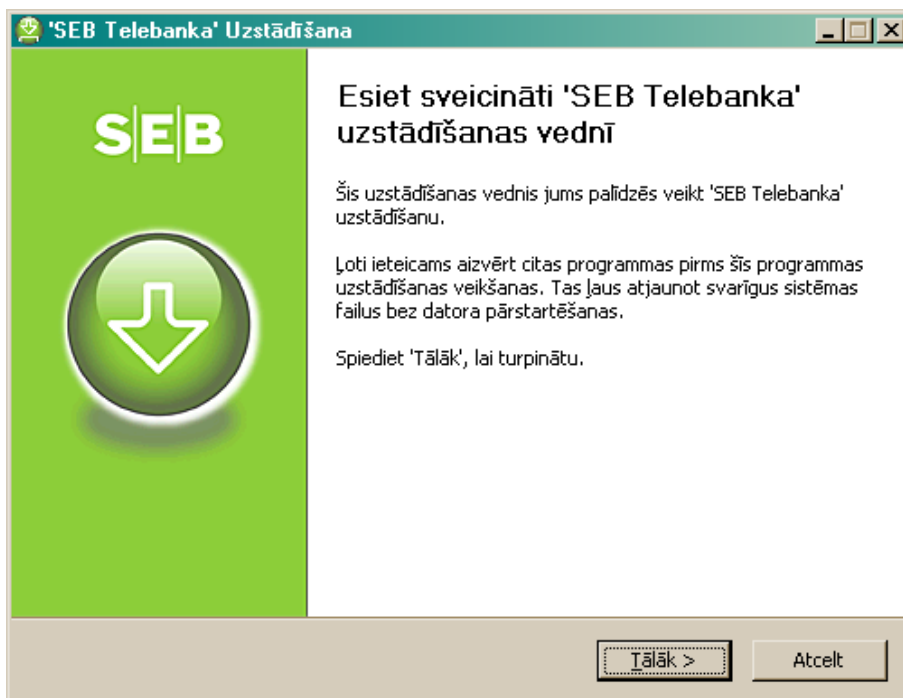 'SEB Telebanka' Uzstādīšana
S|E|B
Esiet sveicināti 'SEB Telebanka'
uzstādīšanas vednī
Šis uzstādīšanas vednis jums palīdzēs veikt 'SEB Telebanka'
uzstādīšanu.
Ļoti ieteicams aizvērt citas programmas pirms šīs programmas
uzstādīšanas veikšanas. Tas ļaus atjaunot svarīgus sistēmas
failus bez datora pārstartēšanas.
Spiediet 'Tālāk', lai turpinātu.
Tālāk >
Atcelt